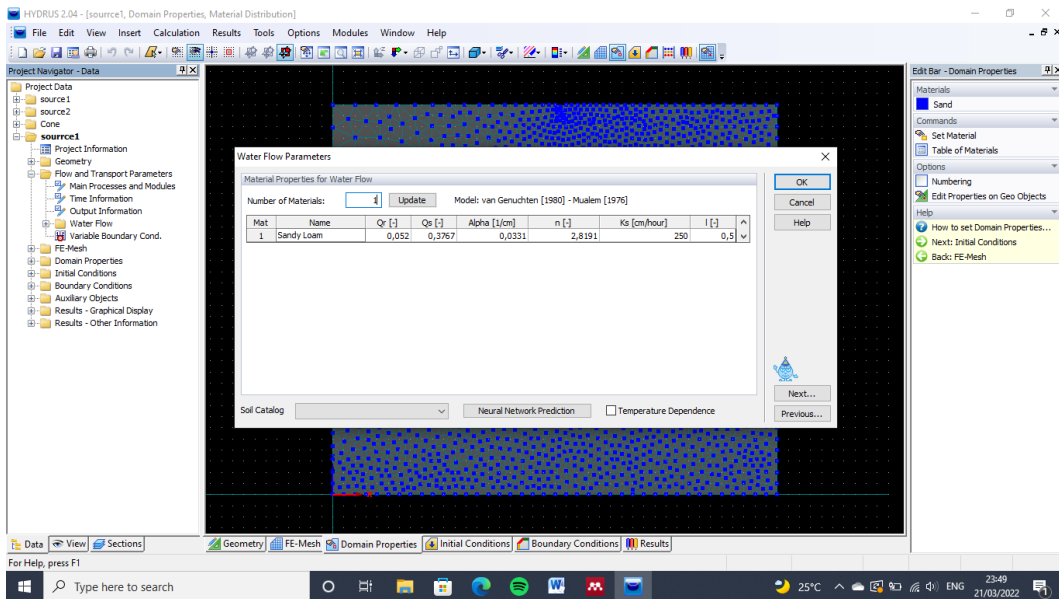 HYDRUS 2.04 - [sourrce1, Domain Properties, Material Distribution]
File Edit View Insert Calculation Results Tools Options Modules Window Help
Project Navigator - Data
Project Data
source1
source2
Cone
sourrce1
Project Information
Geometry
Flow and Transport Parameters
Main Processes and Modules
Time Information
Output Information
Water Flow
Variable Boundary Cond.
FE-Mesh
Domain Properties
Initial Conditions
Boundary Conditions
Auxiliary Objects
Results - Graphical Display
Results - Other Information
Water Flow Parameters
Material Properties for Water Flow
Number of Materials: 1 Update Model: van Genuchten [1980] - Mualem [1976]
Mat Name Qr [-] Qs [-] Alpha [1/cm] n [-] Ks [cm/hour] l [-]
1 Sandy Loam 0,052 0,3767 0,0331 2,8191 250 0,5
Soil Catalog Neural Network Prediction Temperature Dependence
OK
Cancel
Help
Next...
Previous...
Edit Bar - Domain Properties
Materials
Sand
Commands
Set Material
Table of Materials
Options
Numbering
Edit Properties on Geo Objects
Help
How to set Domain Properties...
Next: Initial Conditions
Back: FE-Mesh
Data View Sections
Geometry FE-Mesh Domain Properties Initial Conditions Boundary Conditions Results
For Help, press F1
Type here to search
25°C ENG
23:49
21/03/2022